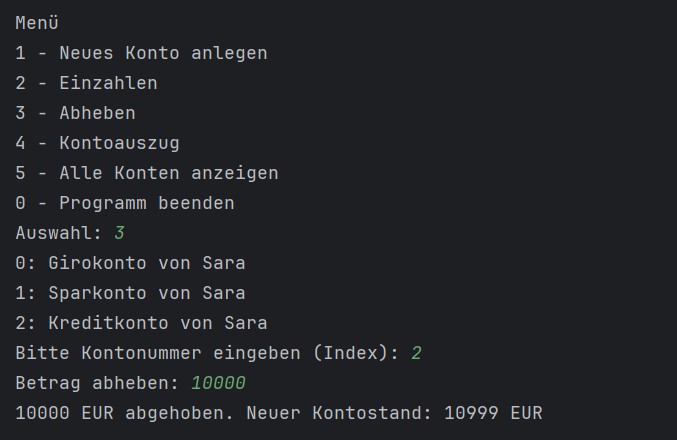 Menü
1 - Neues Konto anlegen
2 - Einzahlen
3 - Abheben
4 - Kontoauszug
5 - Alle Konten anzeigen
0 - Programm beenden
Auswahl: 3
0: Girokonto von Sara
1: Sparkonto von Sara
2: Kreditkonto von Sara
Bitte Kontonummer eingeben (Index): 2
Betrag abheben: 10000
10000 EUR abgehoben. Neuer Kontostand: 10999 EUR